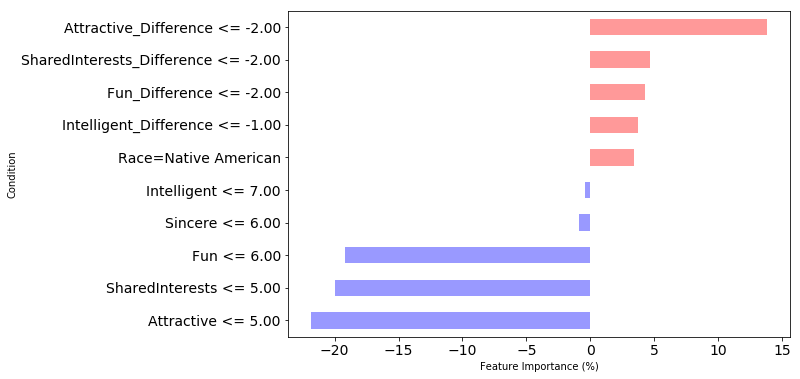 Attractive_Difference <= -2.00
SharedInterests_Difference <= -2.00
Fun_Difference <= -2.00
Intelligent_Difference <= -1.00
Race=Native American
Intelligent <= 7.00
Sincere <= 6.00
Fun <= 6.00
SharedInterests <= 5.00
Attractive <= 5.00
Condition
−20 −15 −10 −5 0 5 10 15
Feature Importance (%)